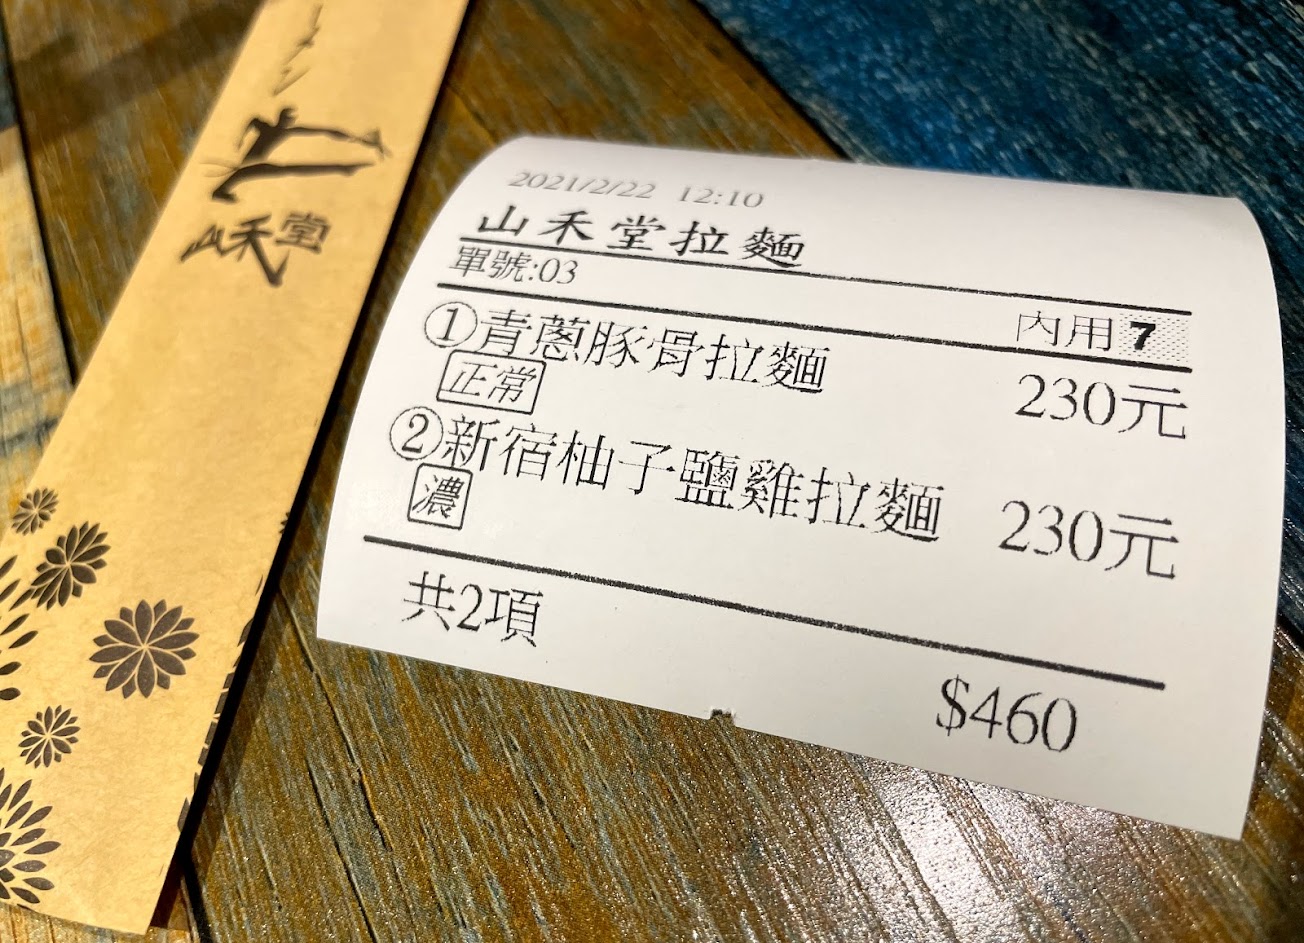 山禾堂
2021/2/22 12:10
山禾堂拉麵
單號:03
內用 7
①青蔥豚骨拉麵 230元
正常
②新宿柚子鹽雞拉麵 230元
濃
共2項
$460